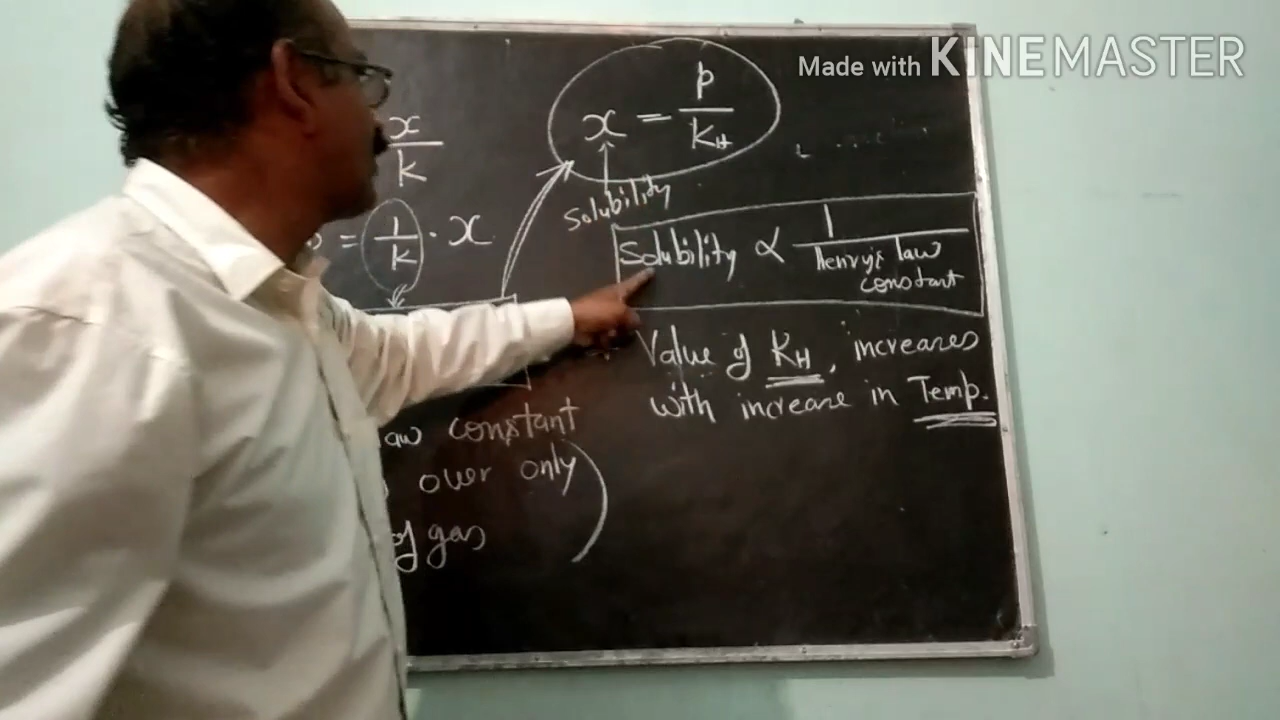 Made with KINEMASTER
x/k
= 1/k . x
x = p/KH
Solubility
Solubility ∝ 1/henry's law constant
Value of KH, increases
with increase in Temp.
law constant
over only
of gas